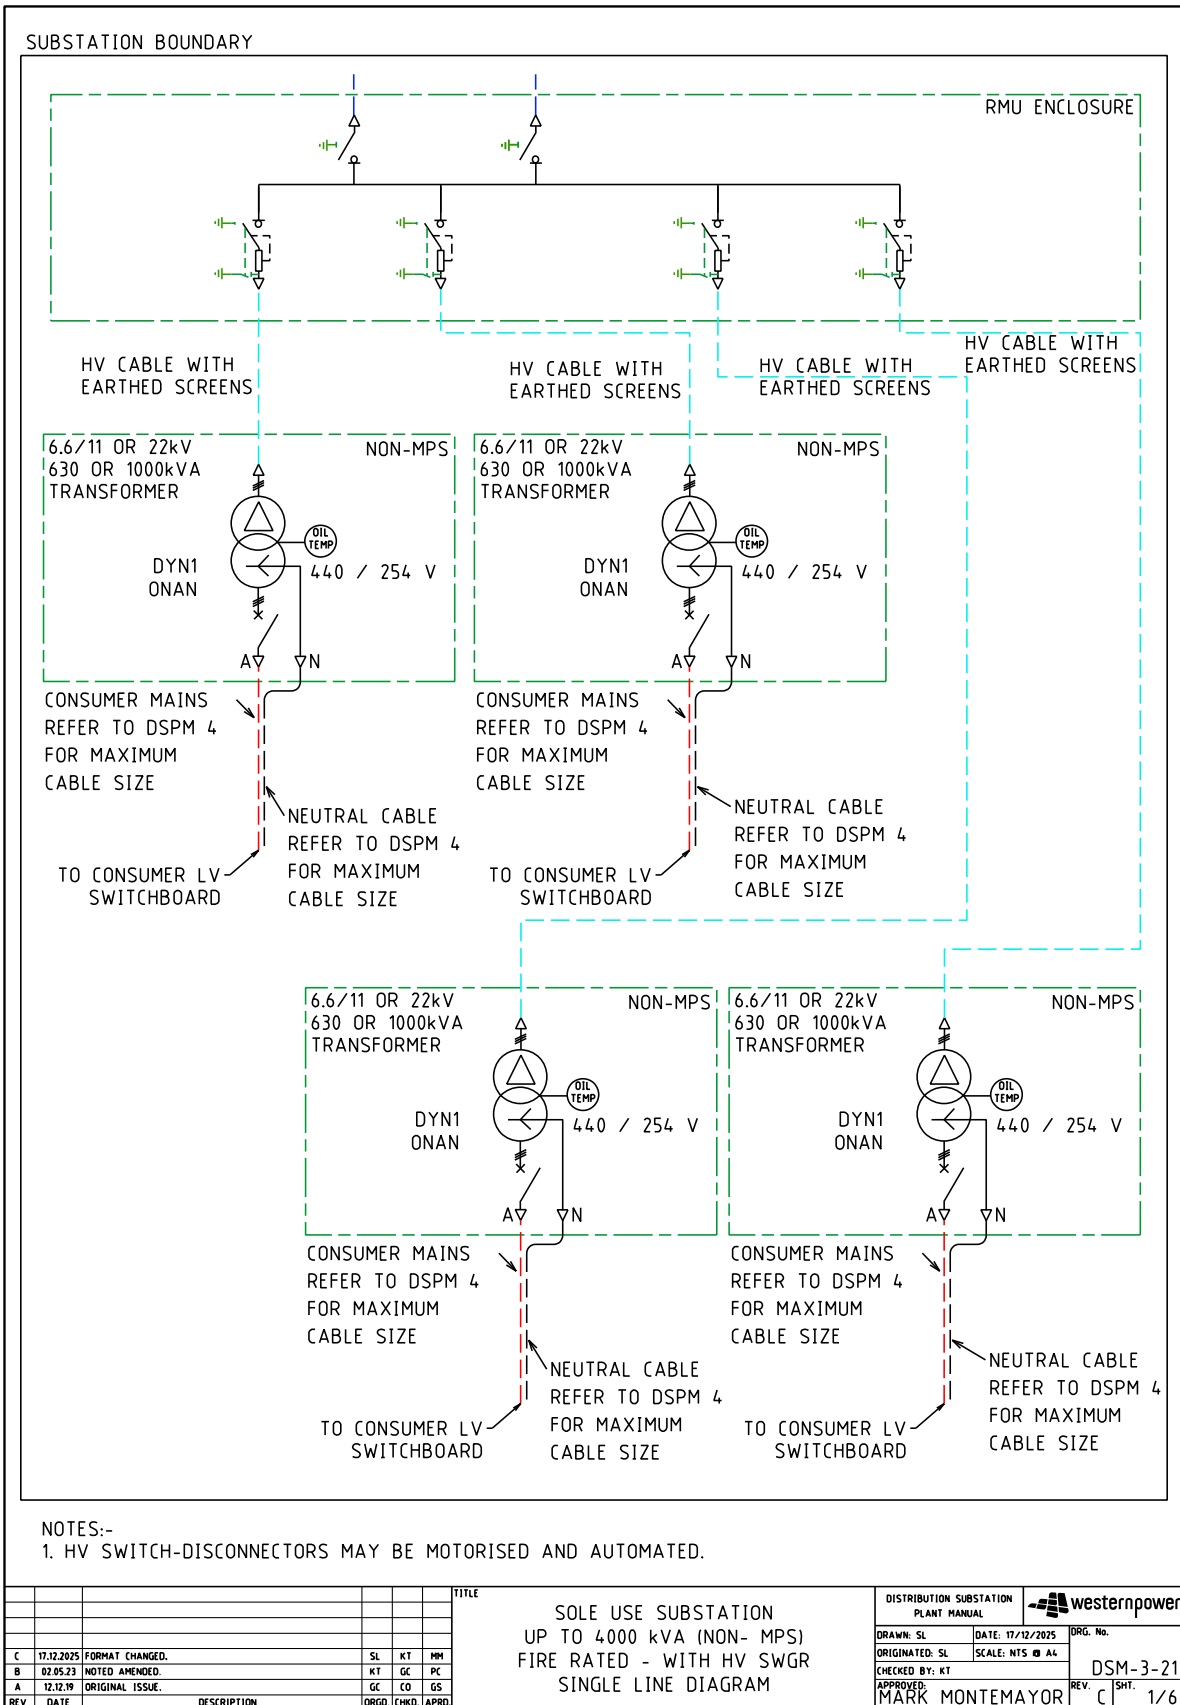 SUBSTATION BOUNDARY
RMU ENCLOSURE
HV CABLE WITH
EARTHED SCREENS
HV CABLE WITH
EARTHED SCREENS
HV CABLE WITH
EARTHED SCREENS
HV CABLE WITH
EARTHED SCREENS
6.6/11 OR 22kV
630 OR 1000kVA
TRANSFORMER
NON-MPS
OIL
TEMP
DYN1
ONAN
440 / 254 V
A
N
6.6/11 OR 22kV
630 OR 1000kVA
TRANSFORMER
NON-MPS
OIL
TEMP
DYN1
ONAN
440 / 254 V
A
N
CONSUMER MAINS
REFER TO DSPM 4
FOR MAXIMUM
CABLE SIZE
NEUTRAL CABLE
REFER TO DSPM 4
FOR MAXIMUM
CABLE SIZE
TO CONSUMER LV
SWITCHBOARD
CONSUMER MAINS
REFER TO DSPM 4
FOR MAXIMUM
CABLE SIZE
NEUTRAL CABLE
REFER TO DSPM 4
FOR MAXIMUM
CABLE SIZE
TO CONSUMER LV
SWITCHBOARD
6.6/11 OR 22kV
630 OR 1000kVA
TRANSFORMER
NON-MPS
OIL
TEMP
DYN1
ONAN
440 / 254 V
A
N
6.6/11 OR 22kV
630 OR 1000kVA
TRANSFORMER
NON-MPS
OIL
TEMP
DYN1
ONAN
440 / 254 V
A
N
CONSUMER MAINS
REFER TO DSPM 4
FOR MAXIMUM
CABLE SIZE
NEUTRAL CABLE
REFER TO DSPM 4
FOR MAXIMUM
CABLE SIZE
TO CONSUMER LV
SWITCHBOARD
CONSUMER MAINS
REFER TO DSPM 4
FOR MAXIMUM
CABLE SIZE
NEUTRAL CABLE
REFER TO DSPM 4
FOR MAXIMUM
CABLE SIZE
TO CONSUMER LV
SWITCHBOARD
NOTES:-
1. HV SWITCH-DISCONNECTORS MAY BE MOTORISED AND AUTOMATED.
C 17.12.2025 FORMAT CHANGED. SL KT MM
B 02.05.23 NOTED AMENDED. KT GC PC
A 12.12.19 ORIGINAL ISSUE. GC CO GS
REV DATE DESCRIPTION ORGD. CHKD. APRD.
TITLE
SOLE USE SUBSTATION
UP TO 4000 kVA (NON- MPS)
FIRE RATED - WITH HV SWGR
SINGLE LINE DIAGRAM
DISTRIBUTION SUBSTATION
PLANT MANUAL
westernpower
DRAWN: SL DATE: 17/12/2025
ORIGINATED: SL SCALE: NTS @ A4
CHECKED BY: KT
APPROVED:
MARK MONTEMAYOR
DRG. No.
DSM-3-21
REV. C SHT. 1/6